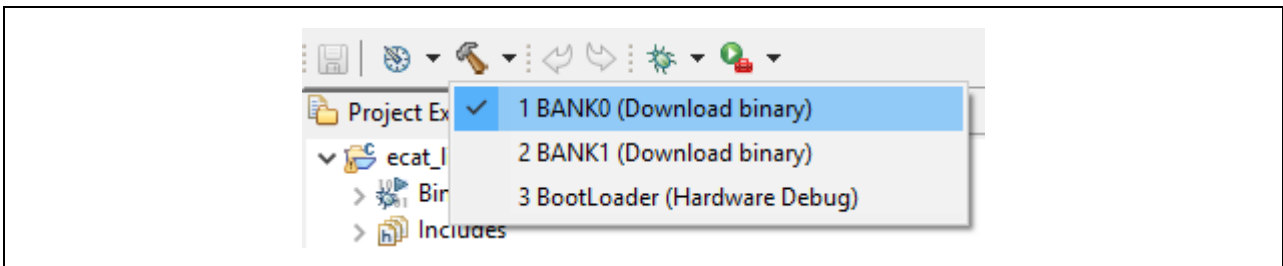 Project Ex
1 BANK0 (Download binary)
ecat_l
2 BANK1 (Download binary)
Bin
3 BootLoader (Hardware Debug)
Includes